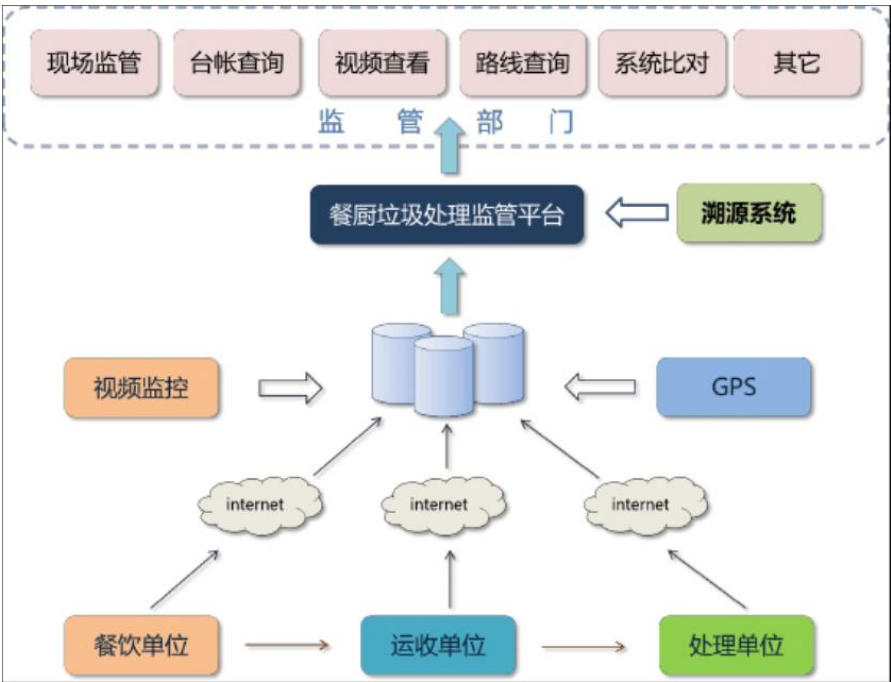 现场监管 台帐查询 视频查看 路线查询 系统比对 其它
监 管 部 门
餐厨垃圾处理监管平台 溯源系统
视频监控 GPS
internet internet internet
餐饮单位 运收单位 处理单位